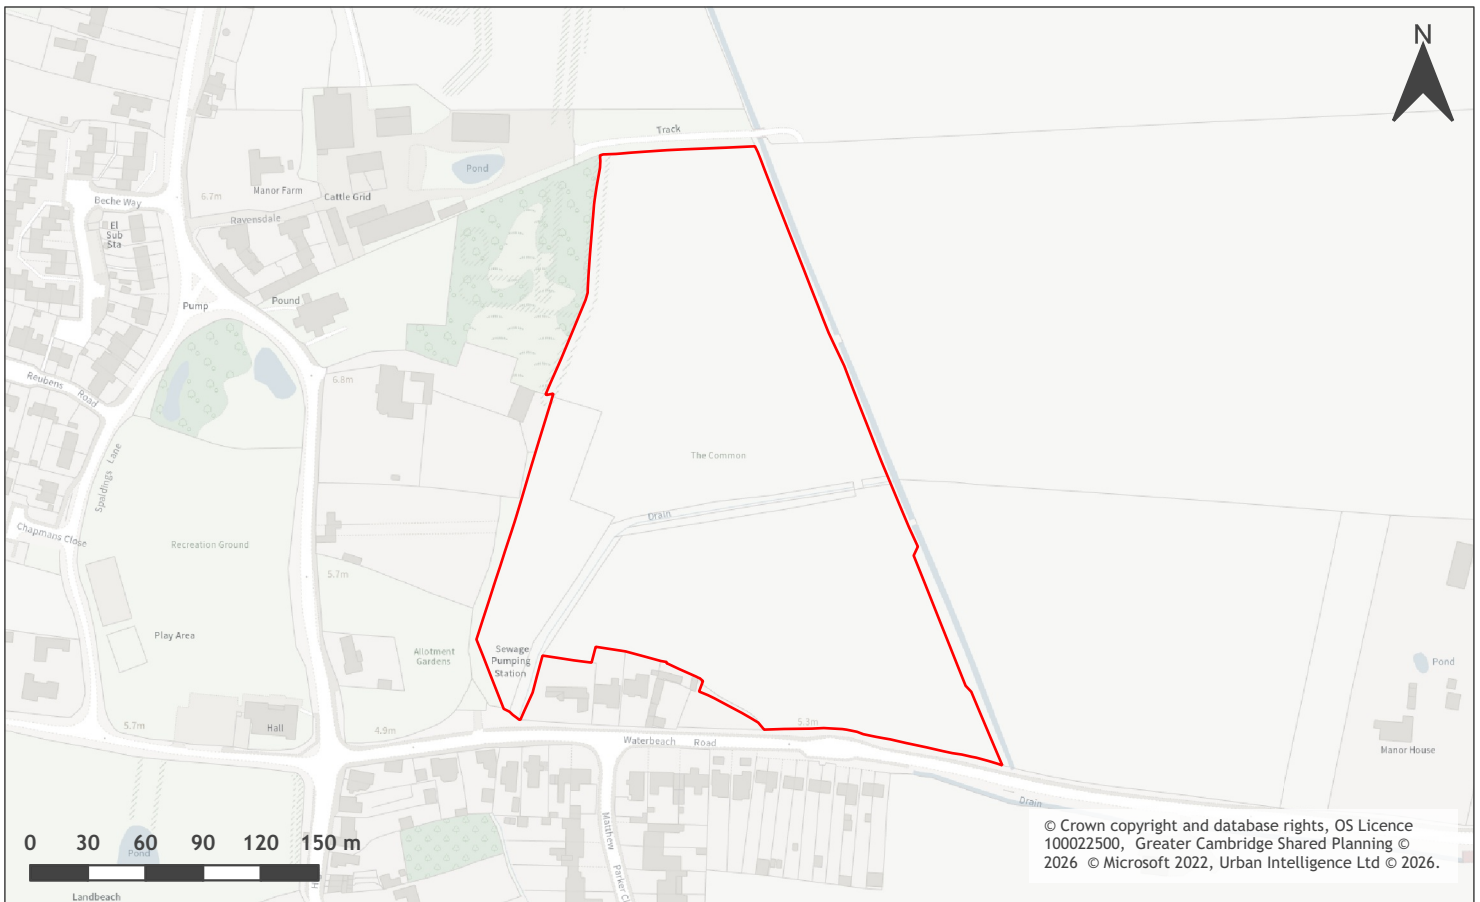 N
Track
Pond
Manor Farm
Cattle Grid
6.7m
Beche Way
Ravensdale
El
Sub
Sta
Pound
Pump
Reubens Road
6.8m
Spaldings Lane
The Common
Drain
Chapmans Close
Recreation Ground
5.7m
Play Area
Allotment
Gardens
Sewage
Pumping
Station
Pond
5.7m
Hall
4.9m
5.3m
Waterbeach Road
Manor House
Drain
Matthew Parker
0 30 60 90 120 150 m
Pond
Landbeach
© Crown copyright and database rights, OS Licence
100022500, Greater Cambridge Shared Planning ©
2026 © Microsoft 2022, Urban Intelligence Ltd © 2026.